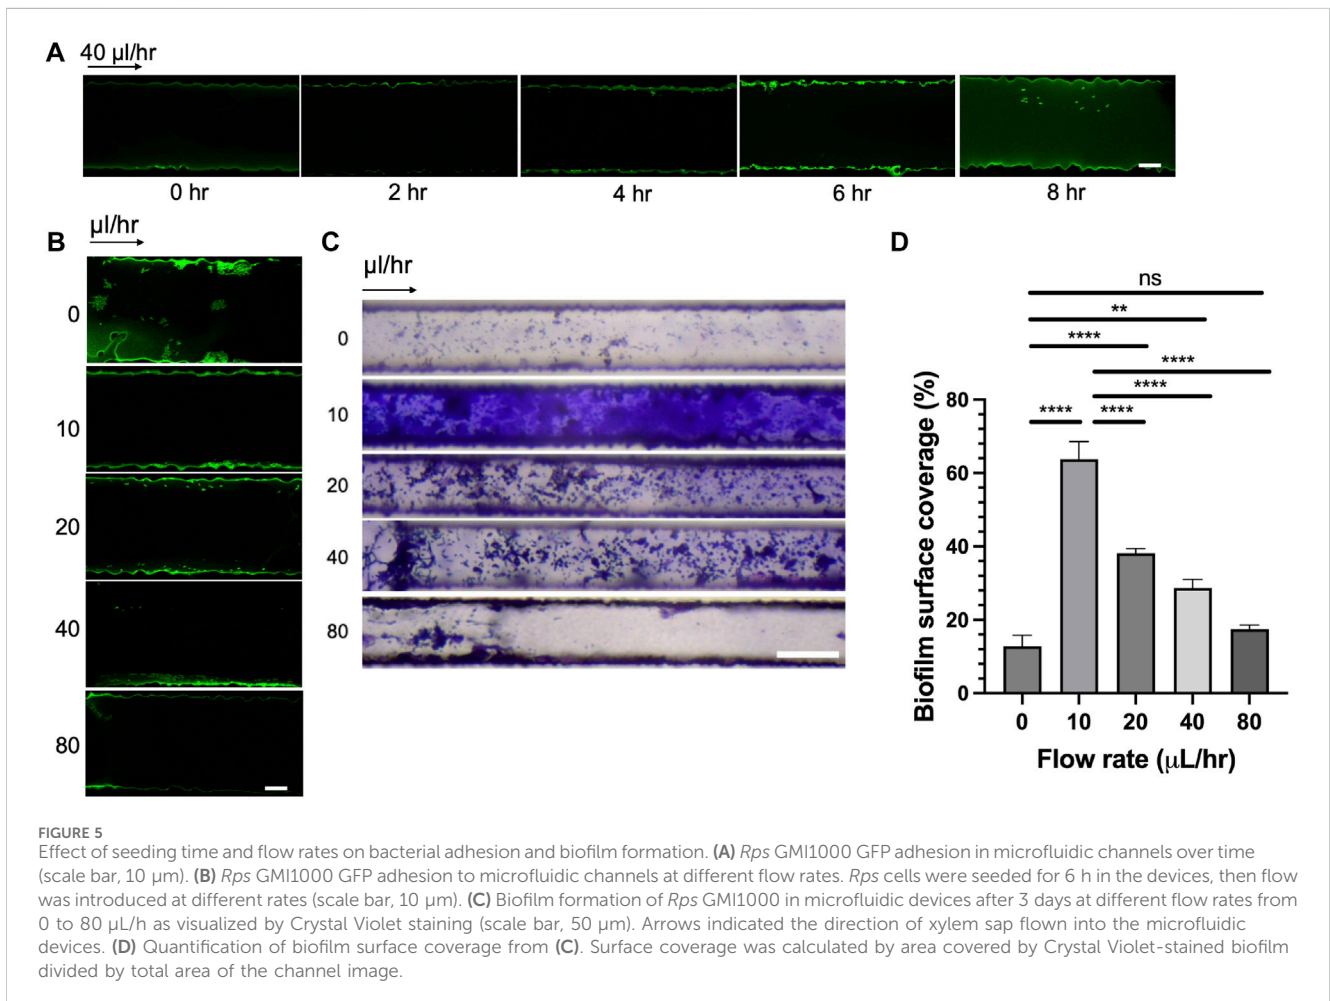 A
40 µl/hr
0 hr
2 hr
4 hr
6 hr
8 hr
B
µl/hr
0
10
20
40
80
C
µl/hr
0
10
20
40
80
D
ns
**
****
****
****
**** ****
Biofilm surface coverage (%)
80
60
40
20
0
0 10 20 40 80
Flow rate (µL/hr)
FIGURE 5
Effect of seeding time and flow rates on bacterial adhesion and biofilm formation. (A) Rps GMI1000 GFP adhesion in microfluidic channels over time
(scale bar, 10 µm). (B) Rps GMI1000 GFP adhesion to microfluidic channels at different flow rates. Rps cells were seeded for 6 h in the devices, then flow
was introduced at different rates (scale bar, 10 µm). (C) Biofilm formation of Rps GMI1000 in microfluidic devices after 3 days at different flow rates from
0 to 80 µL/h as visualized by Crystal Violet staining (scale bar, 50 µm). Arrows indicated the direction of xylem sap flown into the microfluidic
devices. (D) Quantification of biofilm surface coverage from (C). Surface coverage was calculated by area covered by Crystal Violet-stained biofilm
divided by total area of the channel image.